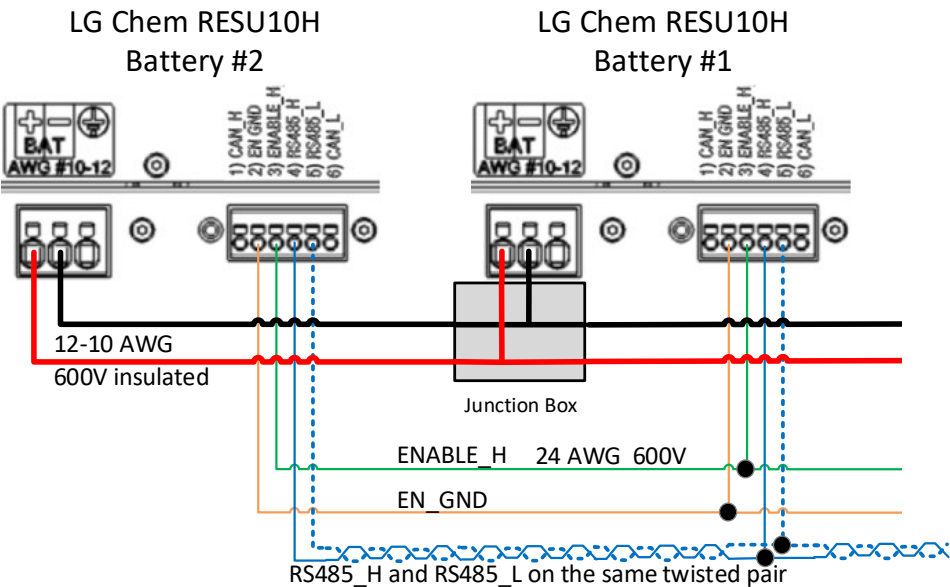 LG Chem RESU10H
Battery #2
LG Chem RESU10H
Battery #1
+ -
BAT
AWG #10-12
1) CAN_H
2) EN GND
3) ENABLE_H
4) RS485_H
5) RS485_L
6) CAN_L
+ -
BAT
AWG #10-12
1) CAN_H
2) EN GND
3) ENABLE_H
4) RS485_H
5) RS485_L
6) CAN_L
12-10 AWG
600V insulated
Junction Box
ENABLE_H 24 AWG 600V
EN_GND
RS485_H and RS485_L on the same twisted pair